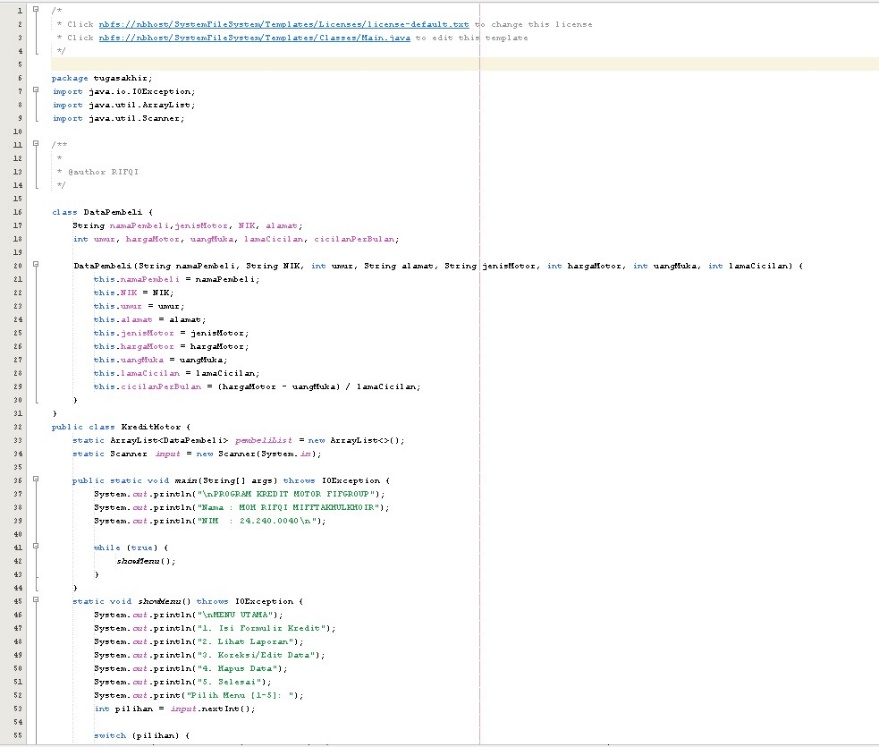 1 /*
2 * Click nbfs://nbhost/SystemFileSystem/Templates/Licenses/license-default.txt to change this license
3 * Click nbfs://nbhost/SystemFileSystem/Templates/Classes/Main.java to edit this template
4 */
5
6 package tugasakhir;
7 import java.io.IOException;
8 import java.util.ArrayList;
9 import java.util.Scanner;
10
11 /**
12 *
13 * @author RIFQI
14 */
15
16 class DataPembeli {
17 String namaPembeli,jenisMotor, NIK, alamat;
18 int umur, hargaMotor, uangMuka, lamaCicilan, cicilanPerBulan;
19
20 DataPembeli(String namaPembeli, String NIK, int umur, String alamat, String jenisMotor, int hargaMotor, int uangMuka, int lamaCicilan) {
21 this.namaPembeli = namaPembeli;
22 this.NIK = NIK;
23 this.umur = umur;
24 this.alamat = alamat;
25 this.jenisMotor = jenisMotor;
26 this.hargaMotor = hargaMotor;
27 this.uangMuka = uangMuka;
28 this.lamaCicilan = lamaCicilan;
29 this.cicilanPerBulan = (hargaMotor - uangMuka) / lamaCicilan;
30 }
31 }
32 public class KreditMotor {
33 static ArrayList<DataPembeli> pembeliList = new ArrayList<>();
34 static Scanner input = new Scanner(System.in);
35
36 public static void main(String[] args) throws IOException {
37 System.out.println("\nPROGRAM KREDIT MOTOR FIFGROUP");
38 System.out.println("Nama : MOH RIFQI MIFFTAKHULKHOIR");
39 System.out.println("NIM : 24.240.0040\n");
40
41 while (true) {
42 showMenu();
43 }
44 }
45 static void showMenu() throws IOException {
46 System.out.println("\nMENU UTAMA");
47 System.out.println("1. Isi Formulir Kredit");
48 System.out.println("2. Lihat Laporan");
49 System.out.println("3. Koreksi/Edit Data");
50 System.out.println("4. Hapus Data");
51 System.out.println("5. Selesai");
52 System.out.print("Pilih Menu [1-5]: ");
53 int pilihan = input.nextInt();
54
55 switch (pilihan) {